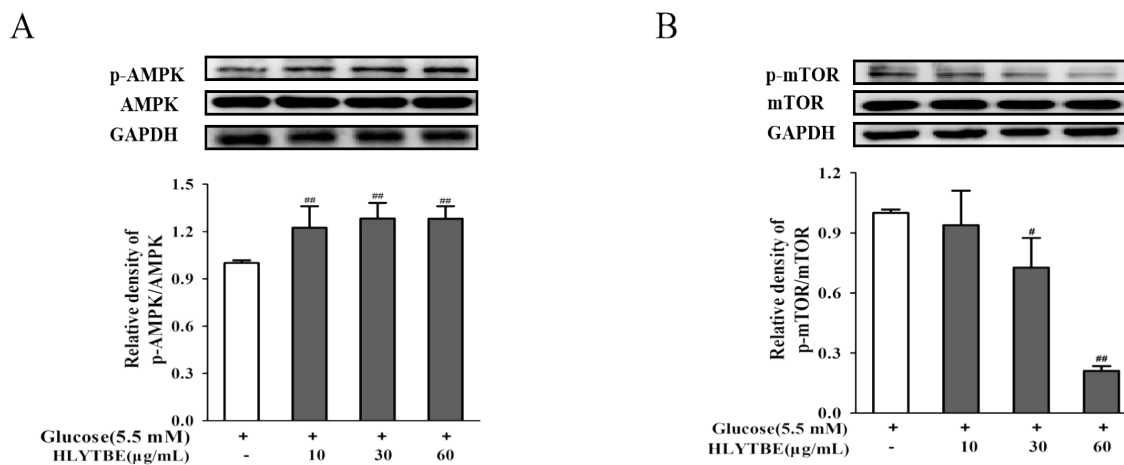 A
p-AMPK
AMPK
GAPDH
Relative density of
p-AMPK/AMPK
1.5
1.2
0.9
0.6
0.3
0.0
## ## ##
Glucose(5.5 mM) + + + +
HLYTBE(μg/mL) - 10 30 60
B
p-mTOR
mTOR
GAPDH
Relative density of
p-mTOR/mTOR
1.2
0.9
0.6
0.3
0.0
# ##
Glucose(5.5 mM) + + + +
HLYTBE(μg/mL) - 10 30 60